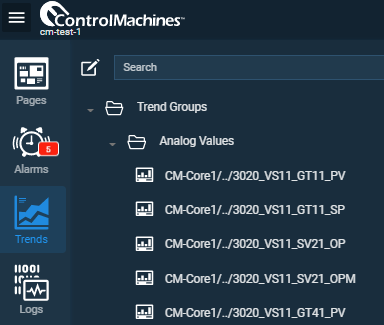 ControlMachines™
cm-test-1
Search
Pages
Trend Groups
Analog Values
5
Alarms
CM-Core1/../3020_VS11_GT11_PV
CM-Core1/../3020_VS11_GT11_SP
Trends
CM-Core1/../3020_VS11_SV21_OP
CM-Core1/../3020_VS11_SV21_OPM
Logs
CM-Core1/../3020_VS11_GT41_PV